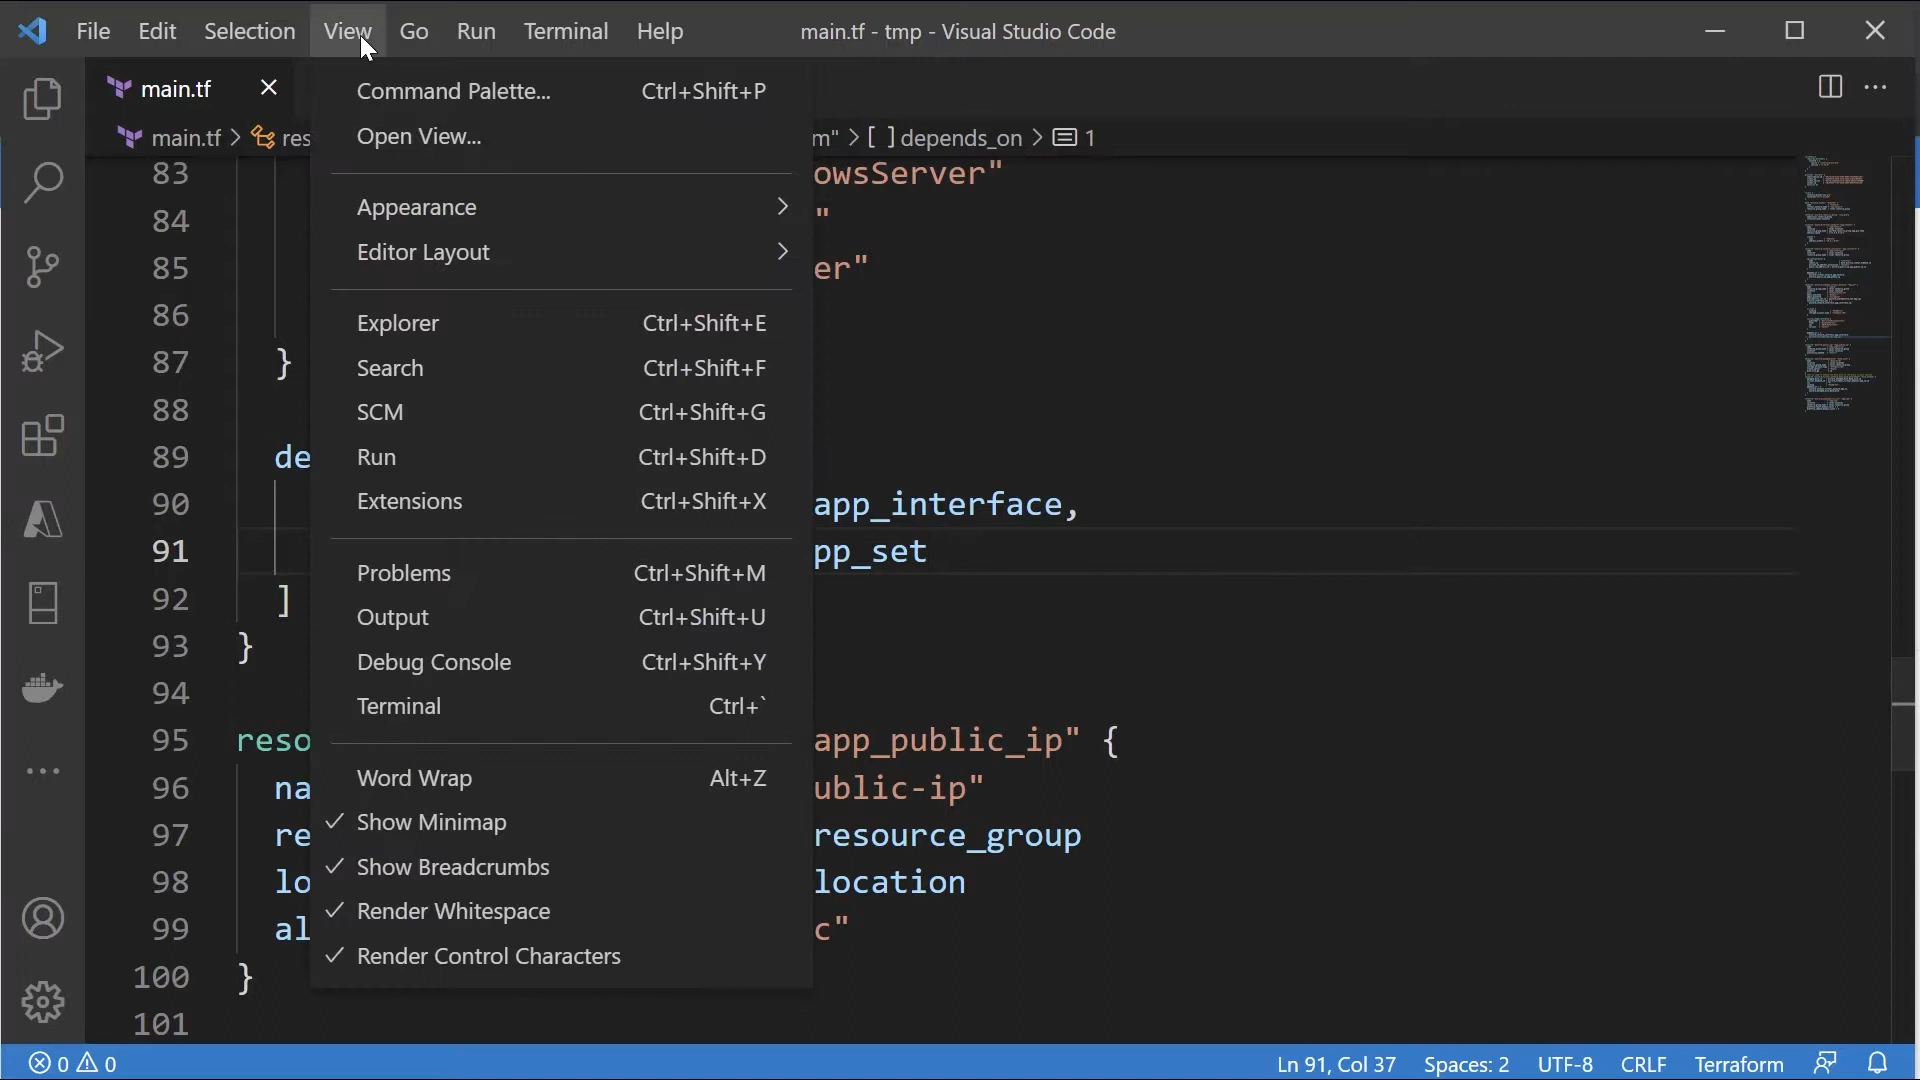 File Edit Selection View Go Run Terminal Help main.tf - tmp - Visual Studio Code
main.tf
main.tf > res m" > [ ] depends_on > 1
Command Palette... Ctrl+Shift+P
Open View...
Appearance
Editor Layout
Explorer Ctrl+Shift+E
Search Ctrl+Shift+F
SCM Ctrl+Shift+G
Run Ctrl+Shift+D
Extensions Ctrl+Shift+X
Problems Ctrl+Shift+M
Output Ctrl+Shift+U
Debug Console Ctrl+Shift+Y
Terminal Ctrl+`
Word Wrap Alt+Z
✓ Show Minimap
✓ Show Breadcrumbs
✓ Render Whitespace
✓ Render Control Characters
83 owsServer"
84 "
85 er"
86
87 }
88
89 de
90 app_interface,
91 pp_set
92 ]
93 }
94
95 reso app_public_ip" {
96 na ublic-ip"
97 re resource_group
98 lo location
99 al c"
100 }
101
0 0 Ln 91, Col 37 Spaces: 2 UTF-8 CRLF Terraform